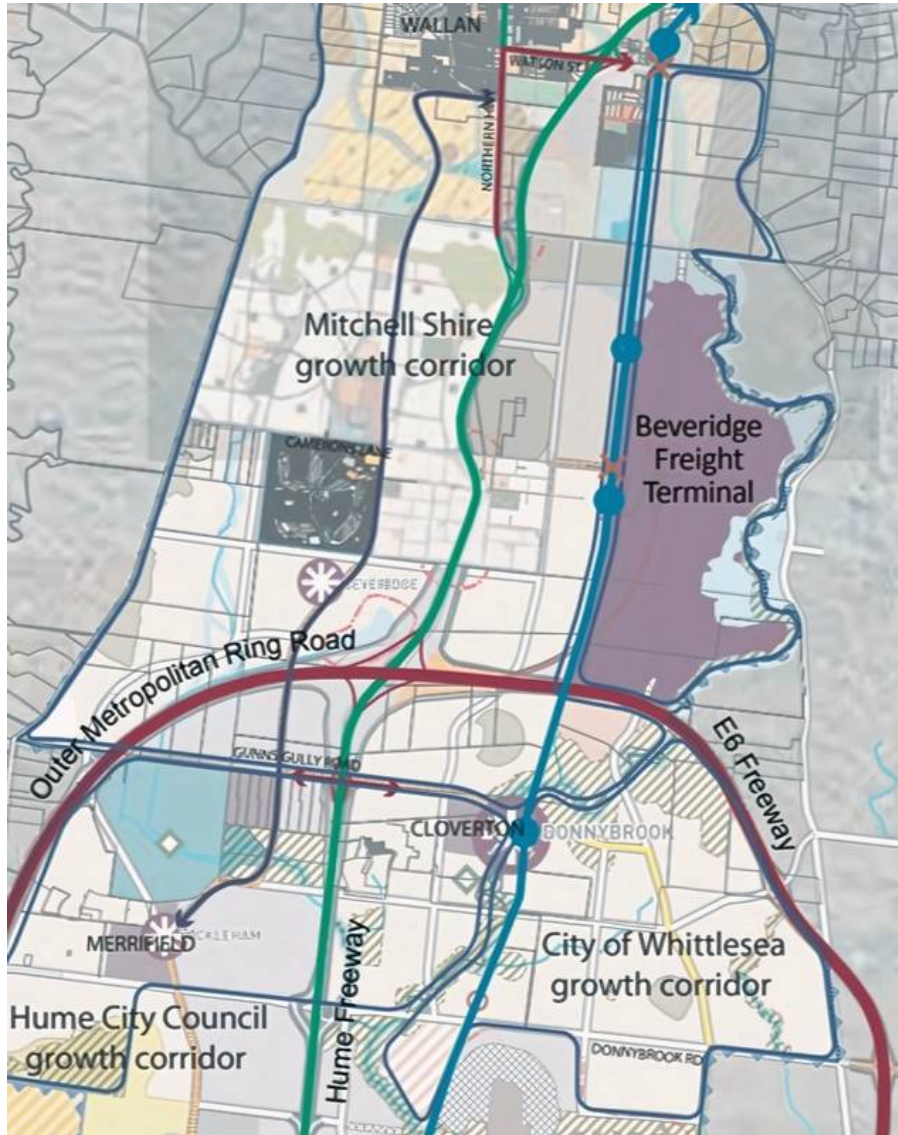 WALLAN
WATSON ST
NORTHERN H
Mitchell Shire
growth corridor
CAMERONS LANE
Beveridge
Freight
Terminal
BEVERIDGE
Outer Metropolitan Ring Road
E6 Freeway
GUNNS GULLY ROAD
CLOVERTON
DONNYBROOK
MERRIFIELD
MICKLEHAM
Hume Freeway
City of Whittlesea
growth corridor
Hume City Council
growth corridor
DONNYBROOK RD